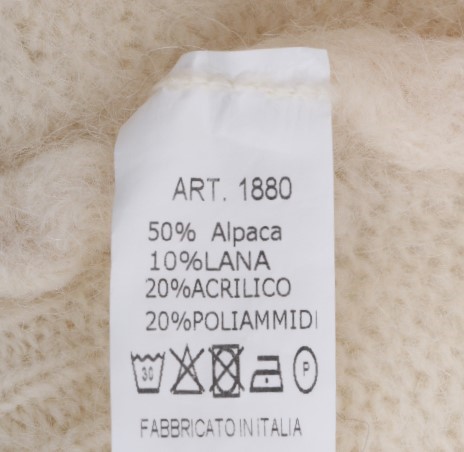 ART. 1880
50% Alpaca
10%LANA
20%ACRILICO
20%POLIAMMIDI
30 P
FABBRICATO IN ITALIA